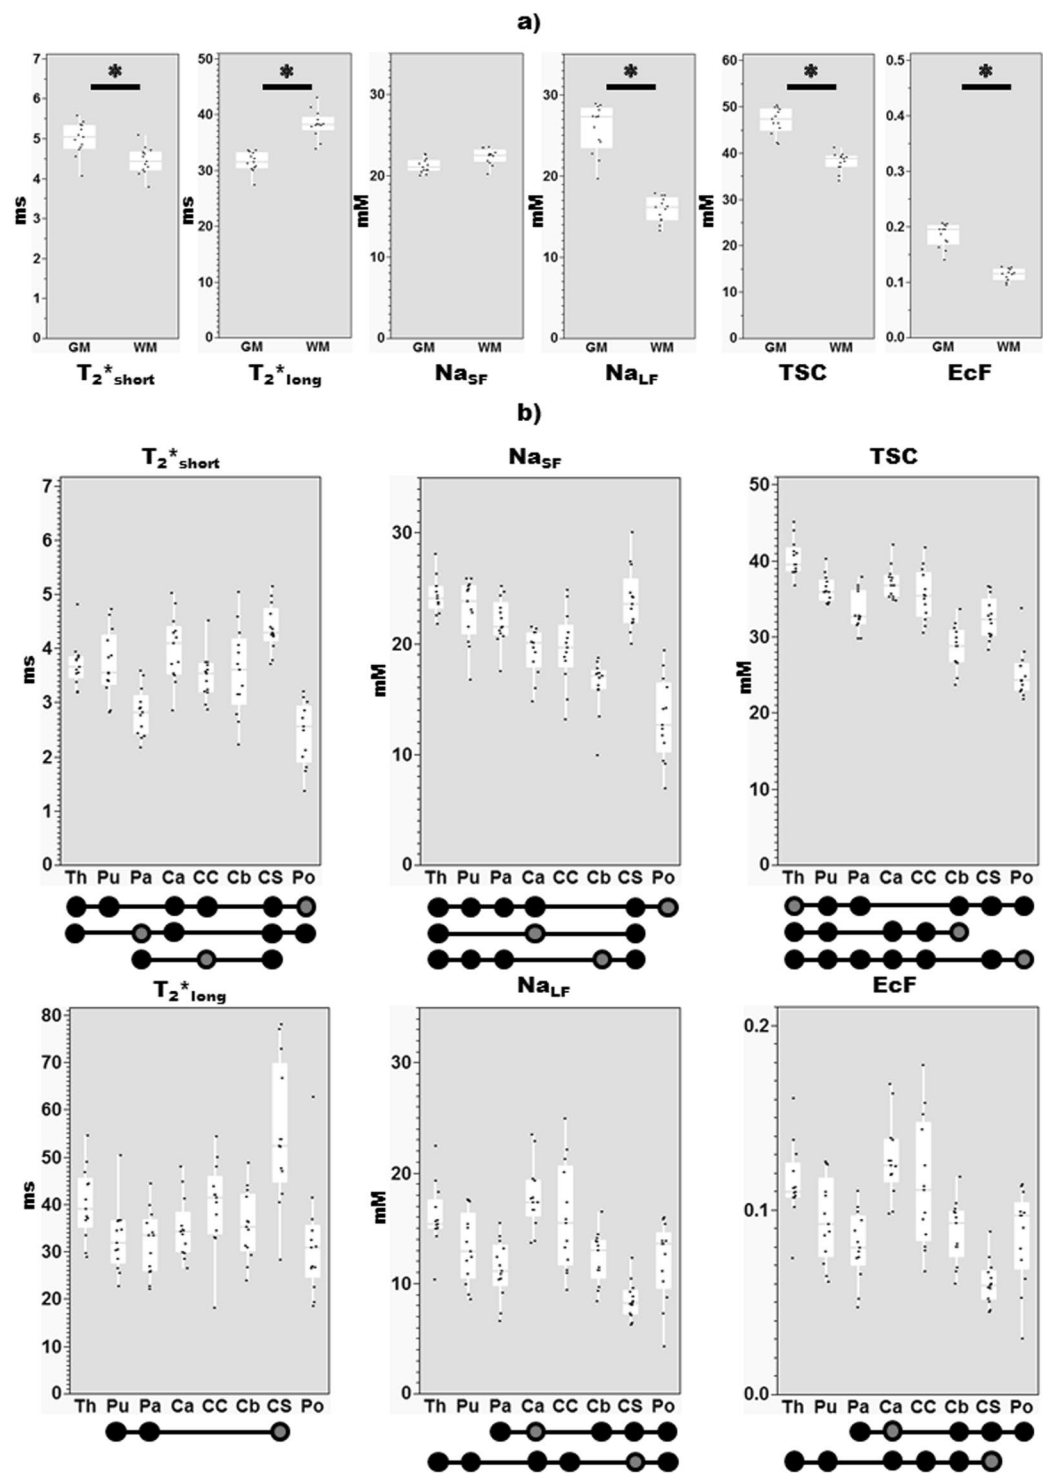 a)
* * * * *
7 50 30 30 60 0.5
6 40 50 0.4
5 30 20 20 40 0.3
4 30
3 20 10 10 20 0.2
2 10 10 0.1
1
0 0 0 0 0 0.0
ms ms mM mM mM
GM WM GM WM GM WM GM WM GM WM GM WM
T2*short T2*long NaSF NaLF TSC EcF
b)
T2*short NaSF TSC
7 30 50
6 40
5 20 30
4 20
3 10 10
2
1
0 0 0
ms mM mM
Th Pu Pa Ca CC Cb CS Po Th Pu Pa Ca CC Cb CS Po Th Pu Pa Ca CC Cb CS Po
T2*long NaLF EcF
80 30 0.2
70
60 20
50 0.1
40
30 10
20
10
0 0 0.0
ms mM
Th Pu Pa Ca CC Cb CS Po Th Pu Pa Ca CC Cb CS Po Th Pu Pa Ca CC Cb CS Po